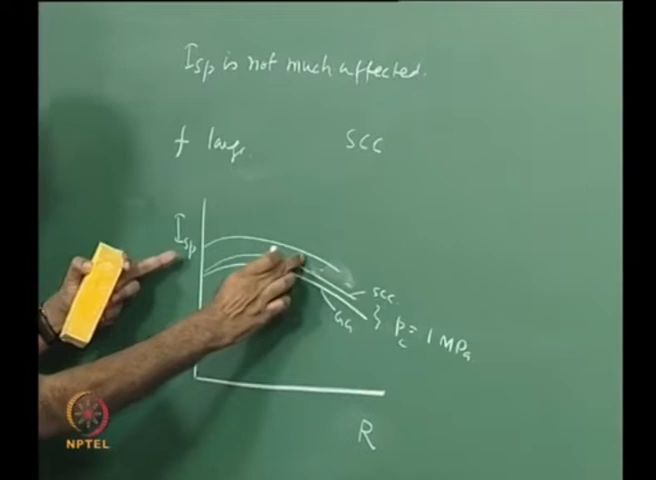 Isp is not much affected.
f large SCC
Isp
SCC
GG
Pc = 1 MPa
R
NPTEL